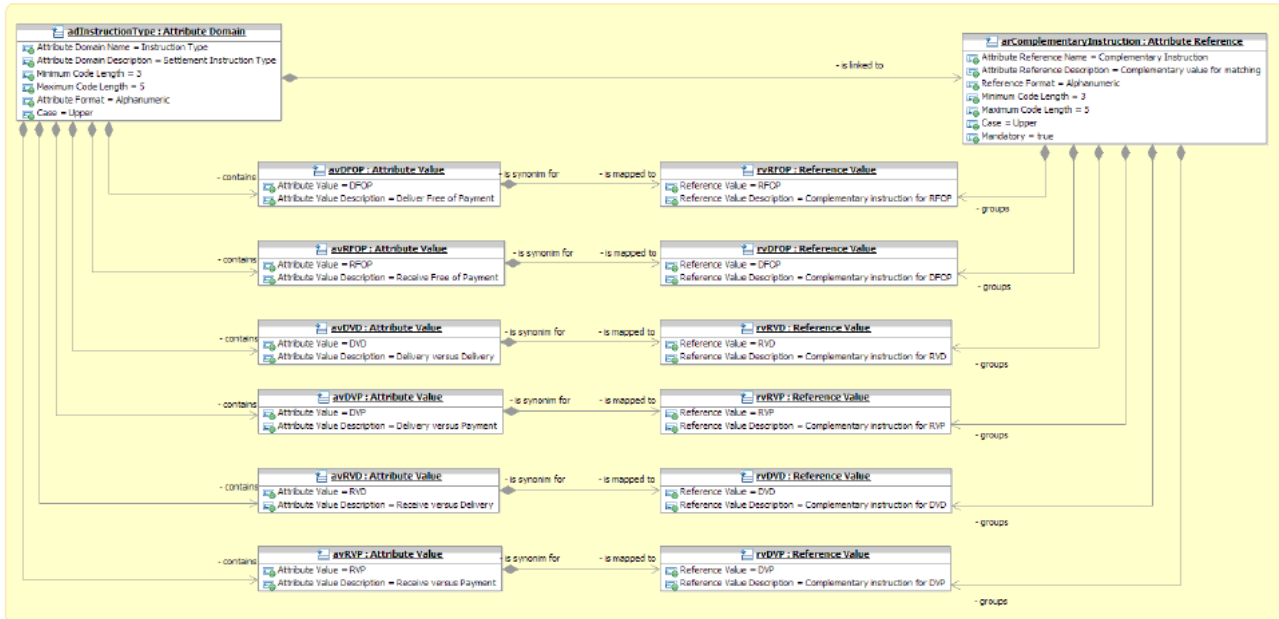 adInstructionType : Attribute Domain
Attribute Domain Name = Instruction Type
Attribute Domain Description = Settlement Instruction Type
Minimum Code Length = 3
Maximum Code Length = 5
Attribute Format = Alphanumeric
Case = Upper
- is linked to
arComplementaryInstruction : Attribute Reference
Attribute Reference Name = Complementary Instruction
Attribute Reference Description = Complementary value for matching
Reference Format = Alphanumeric
Minimum Code Length = 3
Maximum Code Length = 5
Case = Upper
Mandatory = true
- contains
avDFOP : Attribute Value
Attribute Value = DFOP
Attribute Value Description = Deliver Free of Payment
- is synonim for
- is mapped to
rvRFOP : Reference Value
Reference Value = RFOP
Reference Value Description = Complementary instruction for RFOP
- groups
- contains
avRFOP : Attribute Value
Attribute Value = RFOP
Attribute Value Description = Receive Free of Payment
- is synonim for
- is mapped to
rvDFOP : Reference Value
Reference Value = DFOP
Reference Value Description = Complementary instruction for DFOP
- groups
- contains
avDVD : Attribute Value
Attribute Value = DVD
Attribute Value Description = Delivery versus Delivery
- is synonim for
- is mapped to
rvRVD : Reference Value
Reference Value = RVD
Reference Value Description = Complementary instruction for RVD
- groups
- contains
avDVP : Attribute Value
Attribute Value = DVP
Attribute Value Description = Delivery versus Payment
- is synonim for
- is mapped to
rvRVP : Reference Value
Reference Value = RVP
Reference Value Description = Complementary instruction for RVP
- groups
- contains
avRVD : Attribute Value
Attribute Value = RVD
Attribute Value Description = Receive versus Delivery
- is synonim for
- is mapped to
rvDVD : Reference Value
Reference Value = DVD
Reference Value Description = Complementary instruction for DVD
- groups
- contains
avRVP : Attribute Value
Attribute Value = RVP
Attribute Value Description = Receive versus Payment
- is synonim for
- is mapped to
rvDVP : Reference Value
Reference Value = DVP
Reference Value Description = Complementary instruction for DVP
- groups